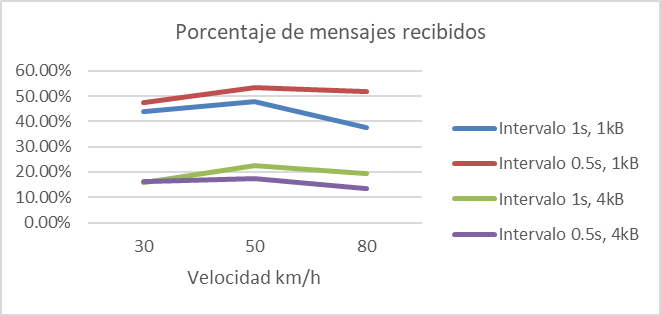 Porcentaje de mensajes recibidos
60.00%
50.00%
40.00%
30.00%
20.00%
10.00%
0.00%
30 50 80
Velocidad km/h
Intervalo 1s, 1kB
Intervalo 0.5s, 1kB
Intervalo 1s, 4kB
Intervalo 0.5s, 4kB